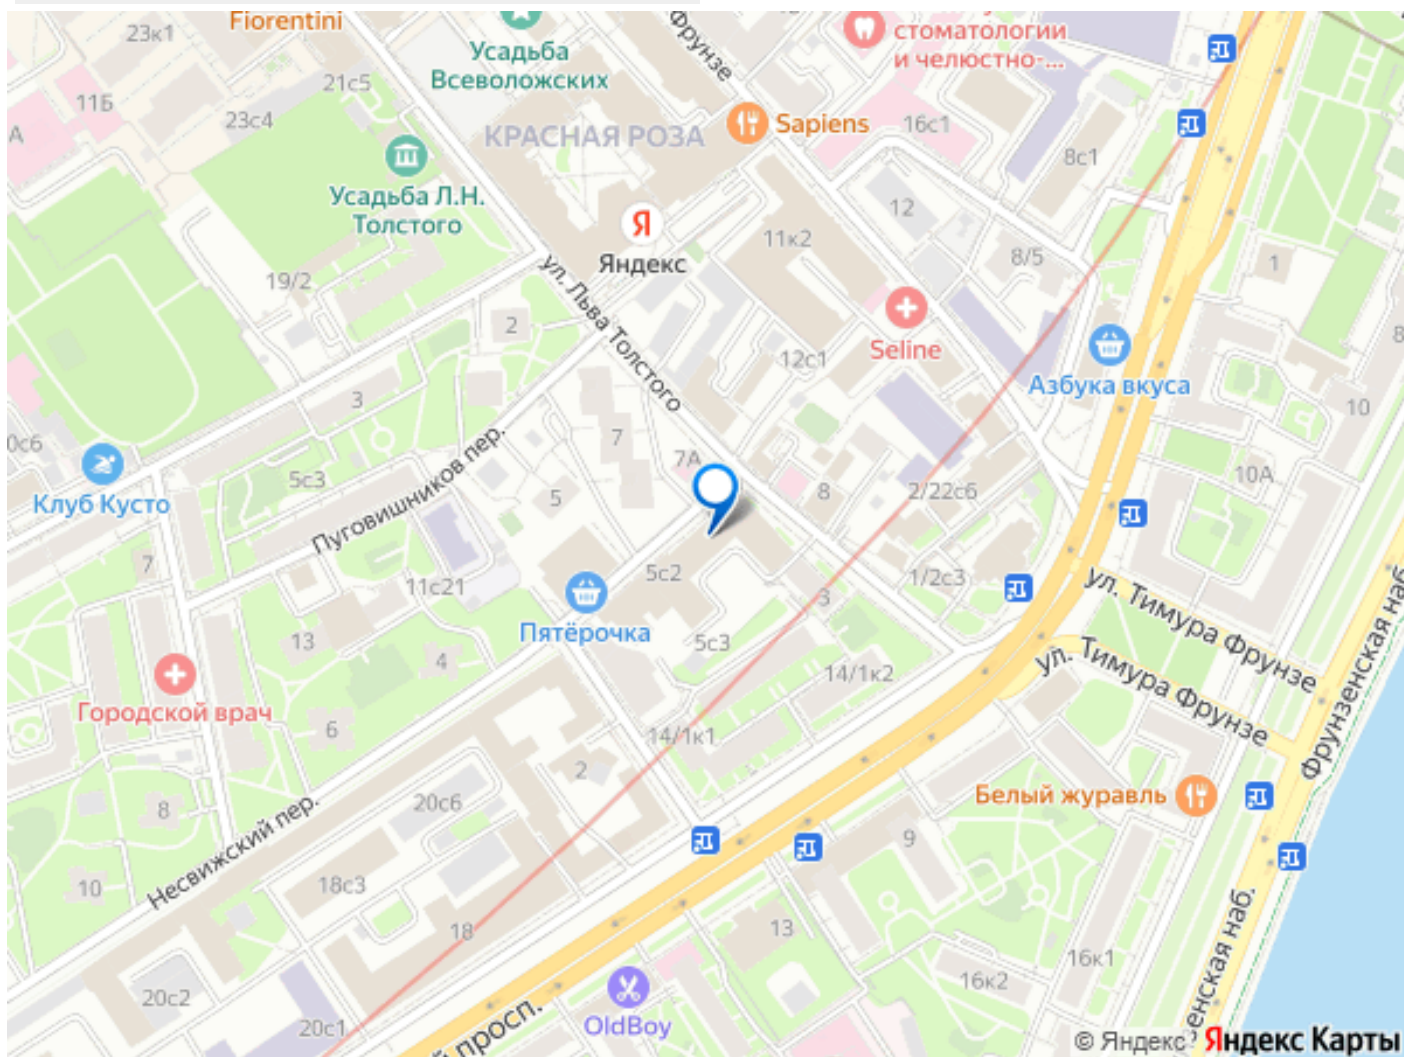 Fiorentini
23к1
Усадьба
Всеволожских
Фрунзе
стоматологии
и челюстно-...
21с5
11Б
23с4
А
КРАСНАЯ РОЗА
Sapiens
16с1
8с1
Усадьба Л.Н.
Толстого
12
Яндекс
11к2
8/5
1
19/2
ул. Льва Толстого
2
Seline
12с1
Азбука вкуса
3
10
7
7А
10А
Клуб Кусто
5с3
Пуговишников пер.
5
8
2/22с6
7
11с21
5с2
1/2с3
ул. Тимура Фрунзе
Пятёрочка
3
13
4
5с3
14/1к2
ул. Тимура Фрунзе
Фрунзенская наб.
Городской врач
6
14/1к1
2
20с6
8
Несвижский пер.
Белый журавль
9
18с3
10
18
13
16к1
16к2
20с2
20с1
OldBoy
й просп.
енская наб.
© Яндекс Яндекс Карты